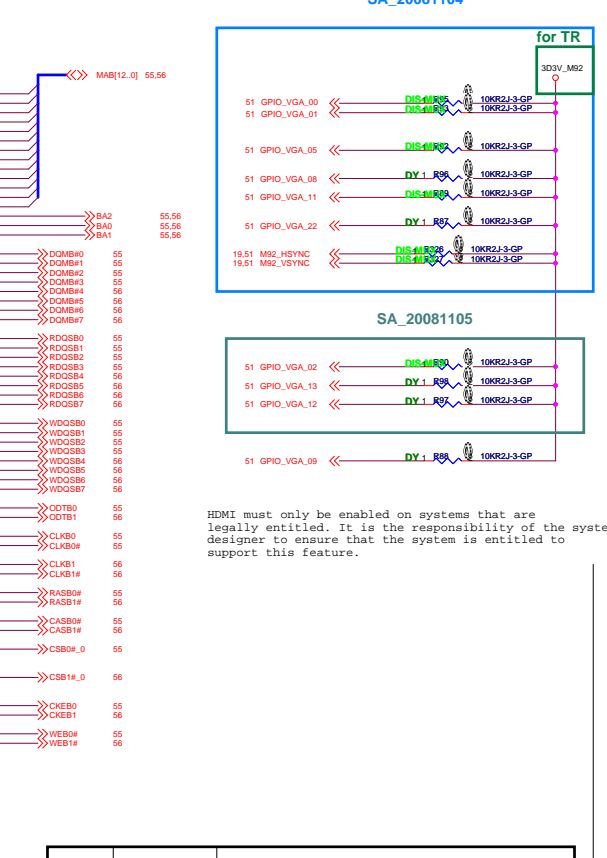 SA_20081104
for TR
3D3V_M92
MAB[12..0] 55,56
51 GPIO_VGA_00 10KR2J-3-GP
51 GPIO_VGA_01 10KR2J-3-GP
51 GPIO_VGA_05 10KR2J-3-GP
51 GPIO_VGA_08 DY 1 R96 10KR2J-3-GP
51 GPIO_VGA_11 10KR2J-3-GP
51 GPIO_VGA_22 DY 1 R87 10KR2J-3-GP
19,51 M92_HSYNC 10KR2J-3-GP
19,51 M92_VSYNC 10KR2J-3-GP
SA_20081105
51 GPIO_VGA_02 10KR2J-3-GP
51 GPIO_VGA_13 DY 1 R98 10KR2J-3-GP
51 GPIO_VGA_12 DY 1 R97 10KR2J-3-GP
51 GPIO_VGA_09 DY 1 R88 10KR2J-3-GP
HDMI must only be enabled on systems that are
legally entitled. It is the responsibility of the syste
designer to ensure that the system is entitled to
support this feature.
BA2 55,56
BA0 55,56
BA1 55,56
DQMB#0 55
DQMB#1 55
DQMB#2 55
DQMB#3 55
DQMB#4 56
DQMB#5 56
DQMB#6 56
DQMB#7 56
RDQSB0 55
RDQSB1 55
RDQSB2 55
RDQSB3 55
RDQSB4 56
RDQSB5 56
RDQSB6 56
RDQSB7 56
WDQSB0 55
WDQSB1 55
WDQSB2 55
WDQSB3 55
WDQSB4 56
WDQSB5 56
WDQSB6 56
WDQSB7 56
ODTB0 55
ODTB1 56
CLKB0 55
CLKB0# 55
CLKB1 56
CLKB1# 56
RASB0# 55
RASB1# 56
CASB0# 55
CASB1# 56
CSB0#_0 55
CSB1#_0 56
CKEB0 55
CKEB1 56
WEB0# 55
WEB1# 56